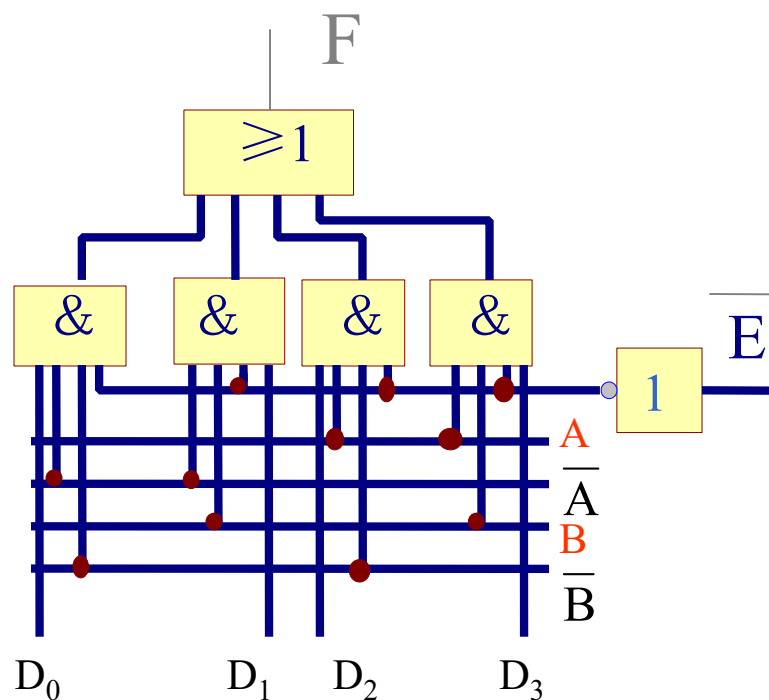 F
≥1
& & & &
E̅
1
A
A̅
B
B̅
D₀ D₁ D₂ D₃